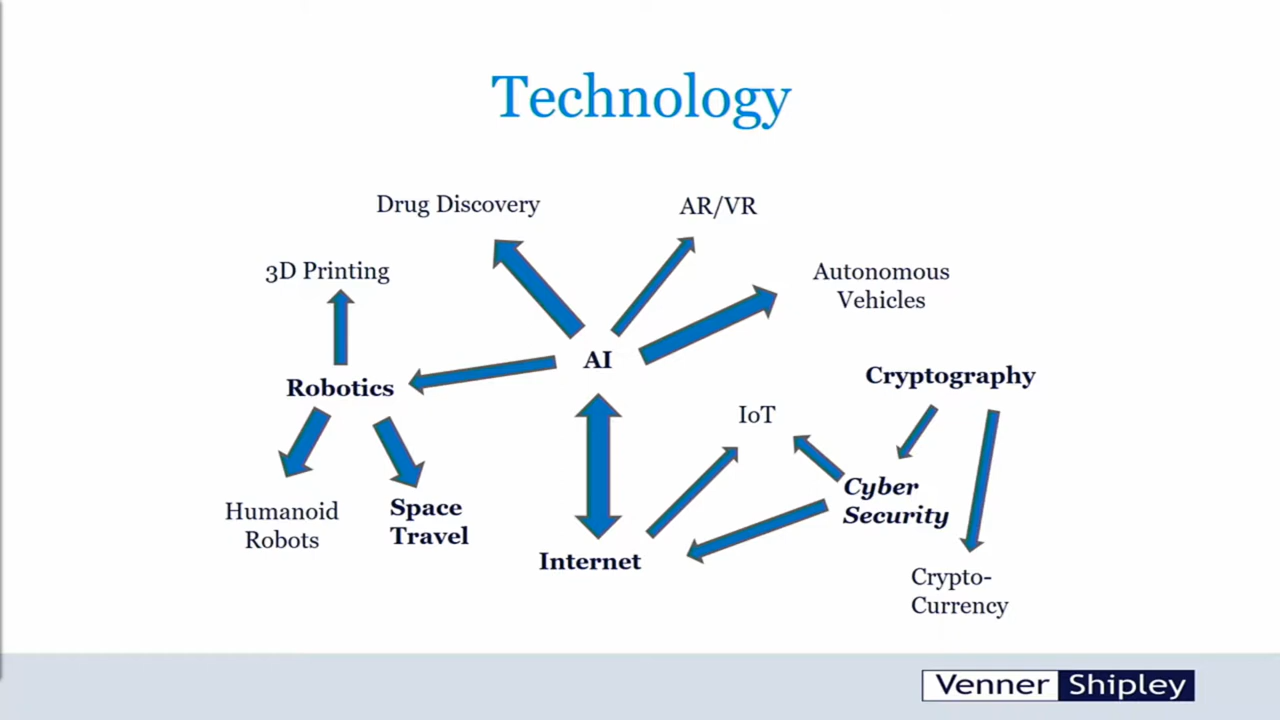 Technology
Drug Discovery
AR/VR
3D Printing
Autonomous
Vehicles
AI
Robotics
Cryptography
IoT
Cyber
Security
Humanoid
Robots
Space
Travel
Internet
Crypto-
Currency
Venner Shipley